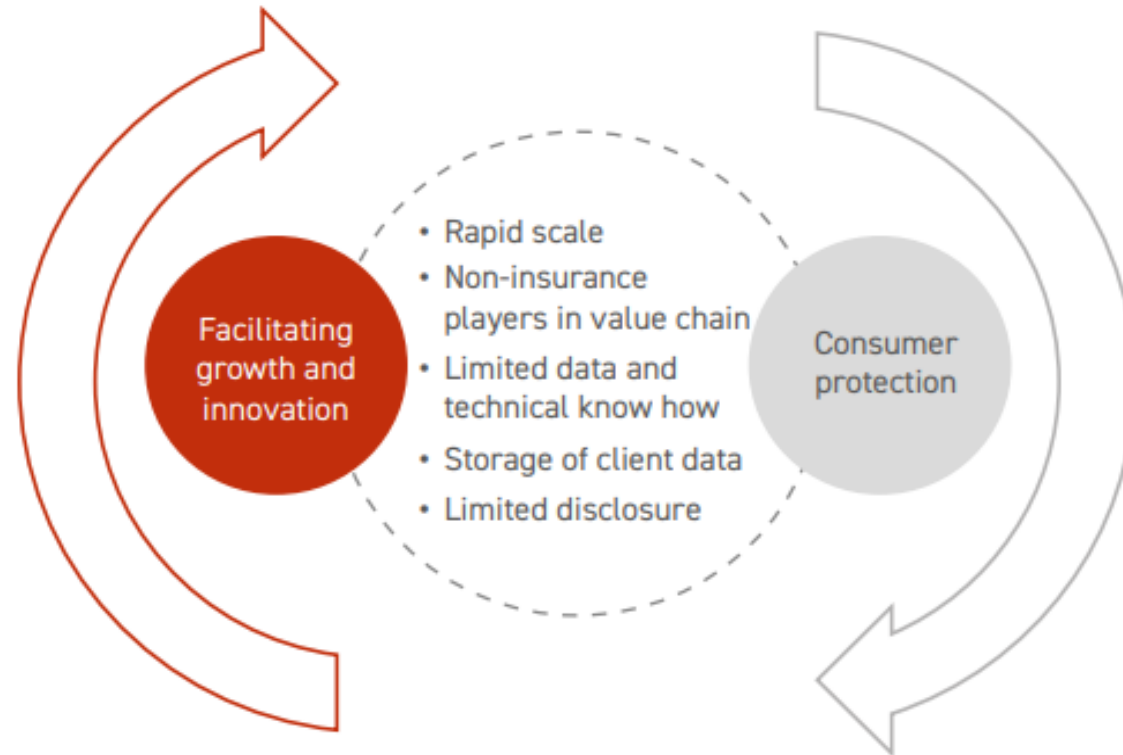 Facilitating
growth and
innovation
• Rapid scale
• Non-insurance
players in value chain
• Limited data and
technical know how
• Storage of client data
• Limited disclosure
Consumer
protection